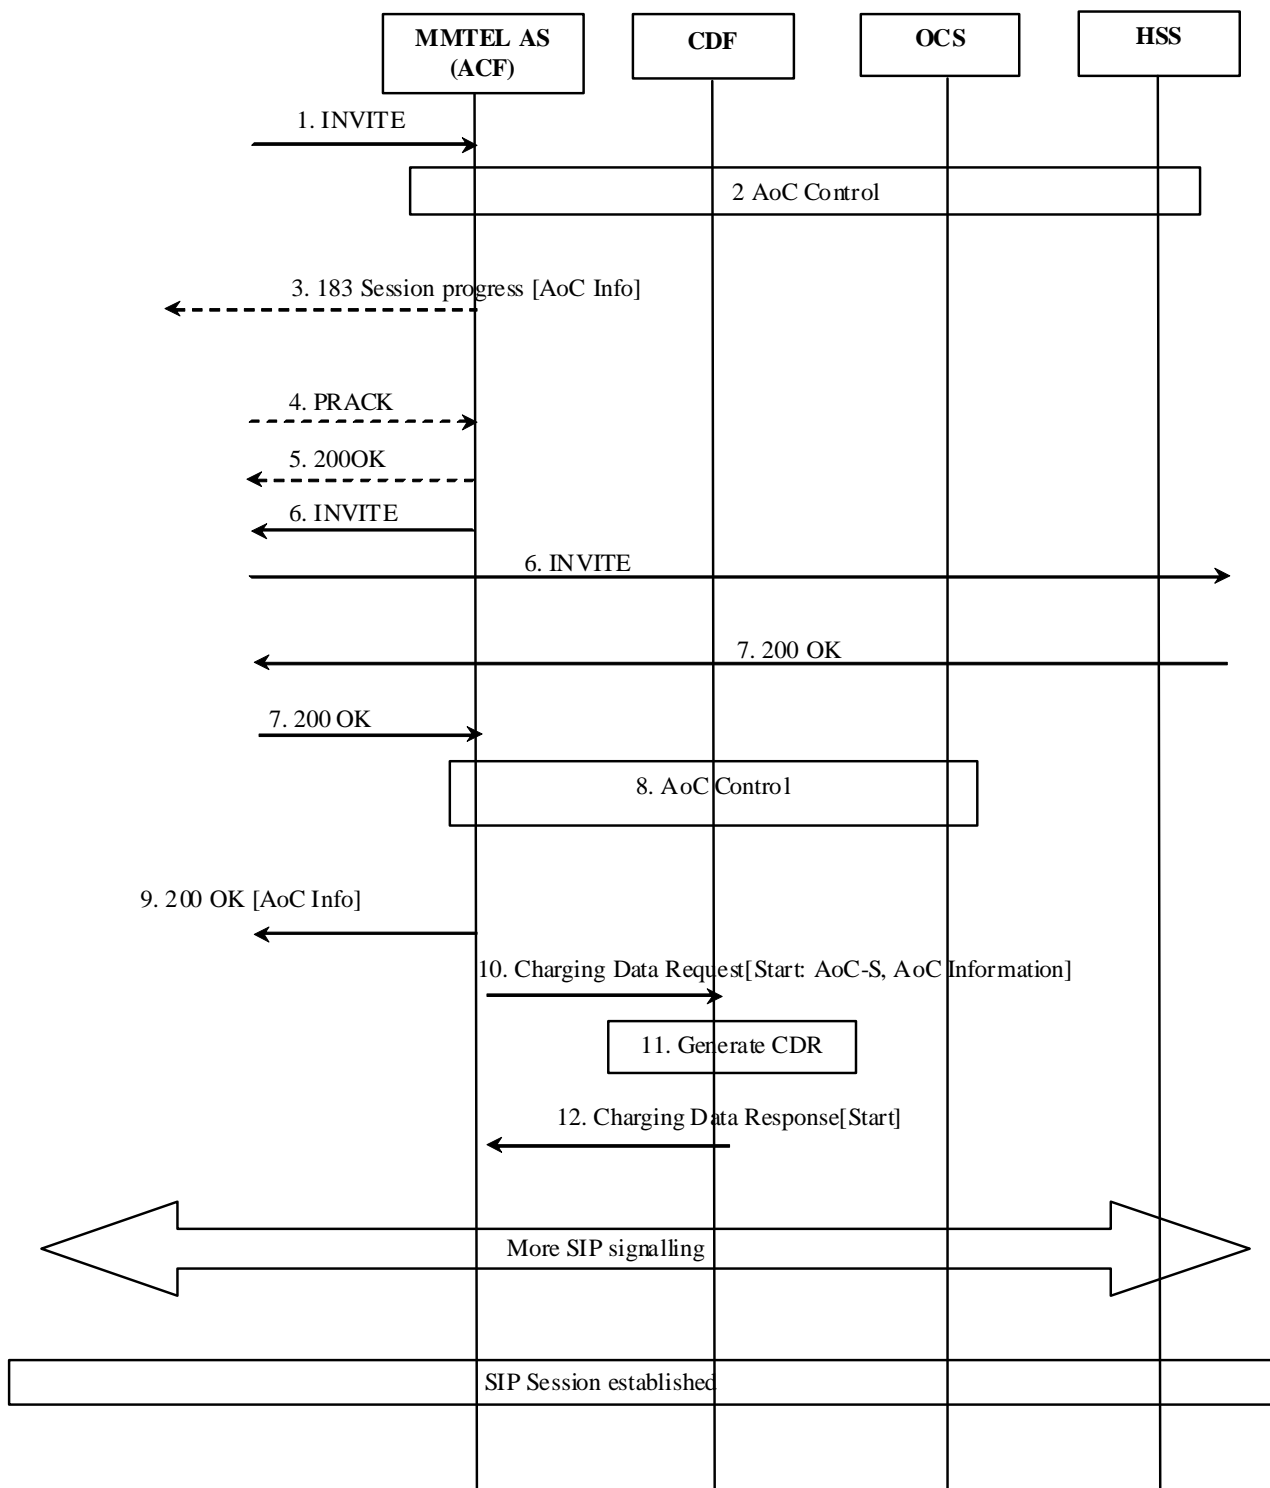 MMTEL AS
(ACF)
CDF
OCS
HSS
1. INVITE
2 AoC Control
3. 183 Session progress [AoC Info]
4. PRACK
5. 200OK
6. INVITE
6. INVITE
7. 200 OK
7. 200 OK
8. AoC Control
9. 200 OK [AoC Info]
10. Charging Data Request[Start: AoC-S, AoC Information]
11. Generate CDR
12. Charging Data Response[Start]
More SIP signalling
SIP Session established